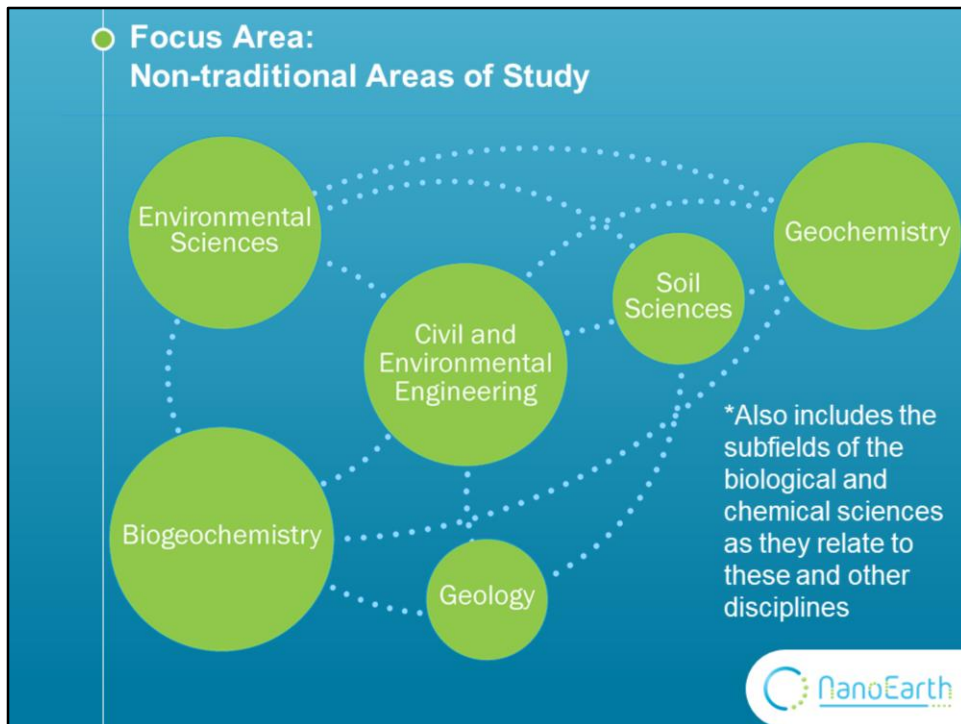 Focus Area:
Non-traditional Areas of Study
Environmental
Sciences
Geochemistry
Soil
Sciences
Civil and
Environmental
Engineering
*Also includes the
subfields of the
biological and
chemical sciences
as they relate to
these and other
disciplines
Biogeochemistry
Geology
NanoEarth